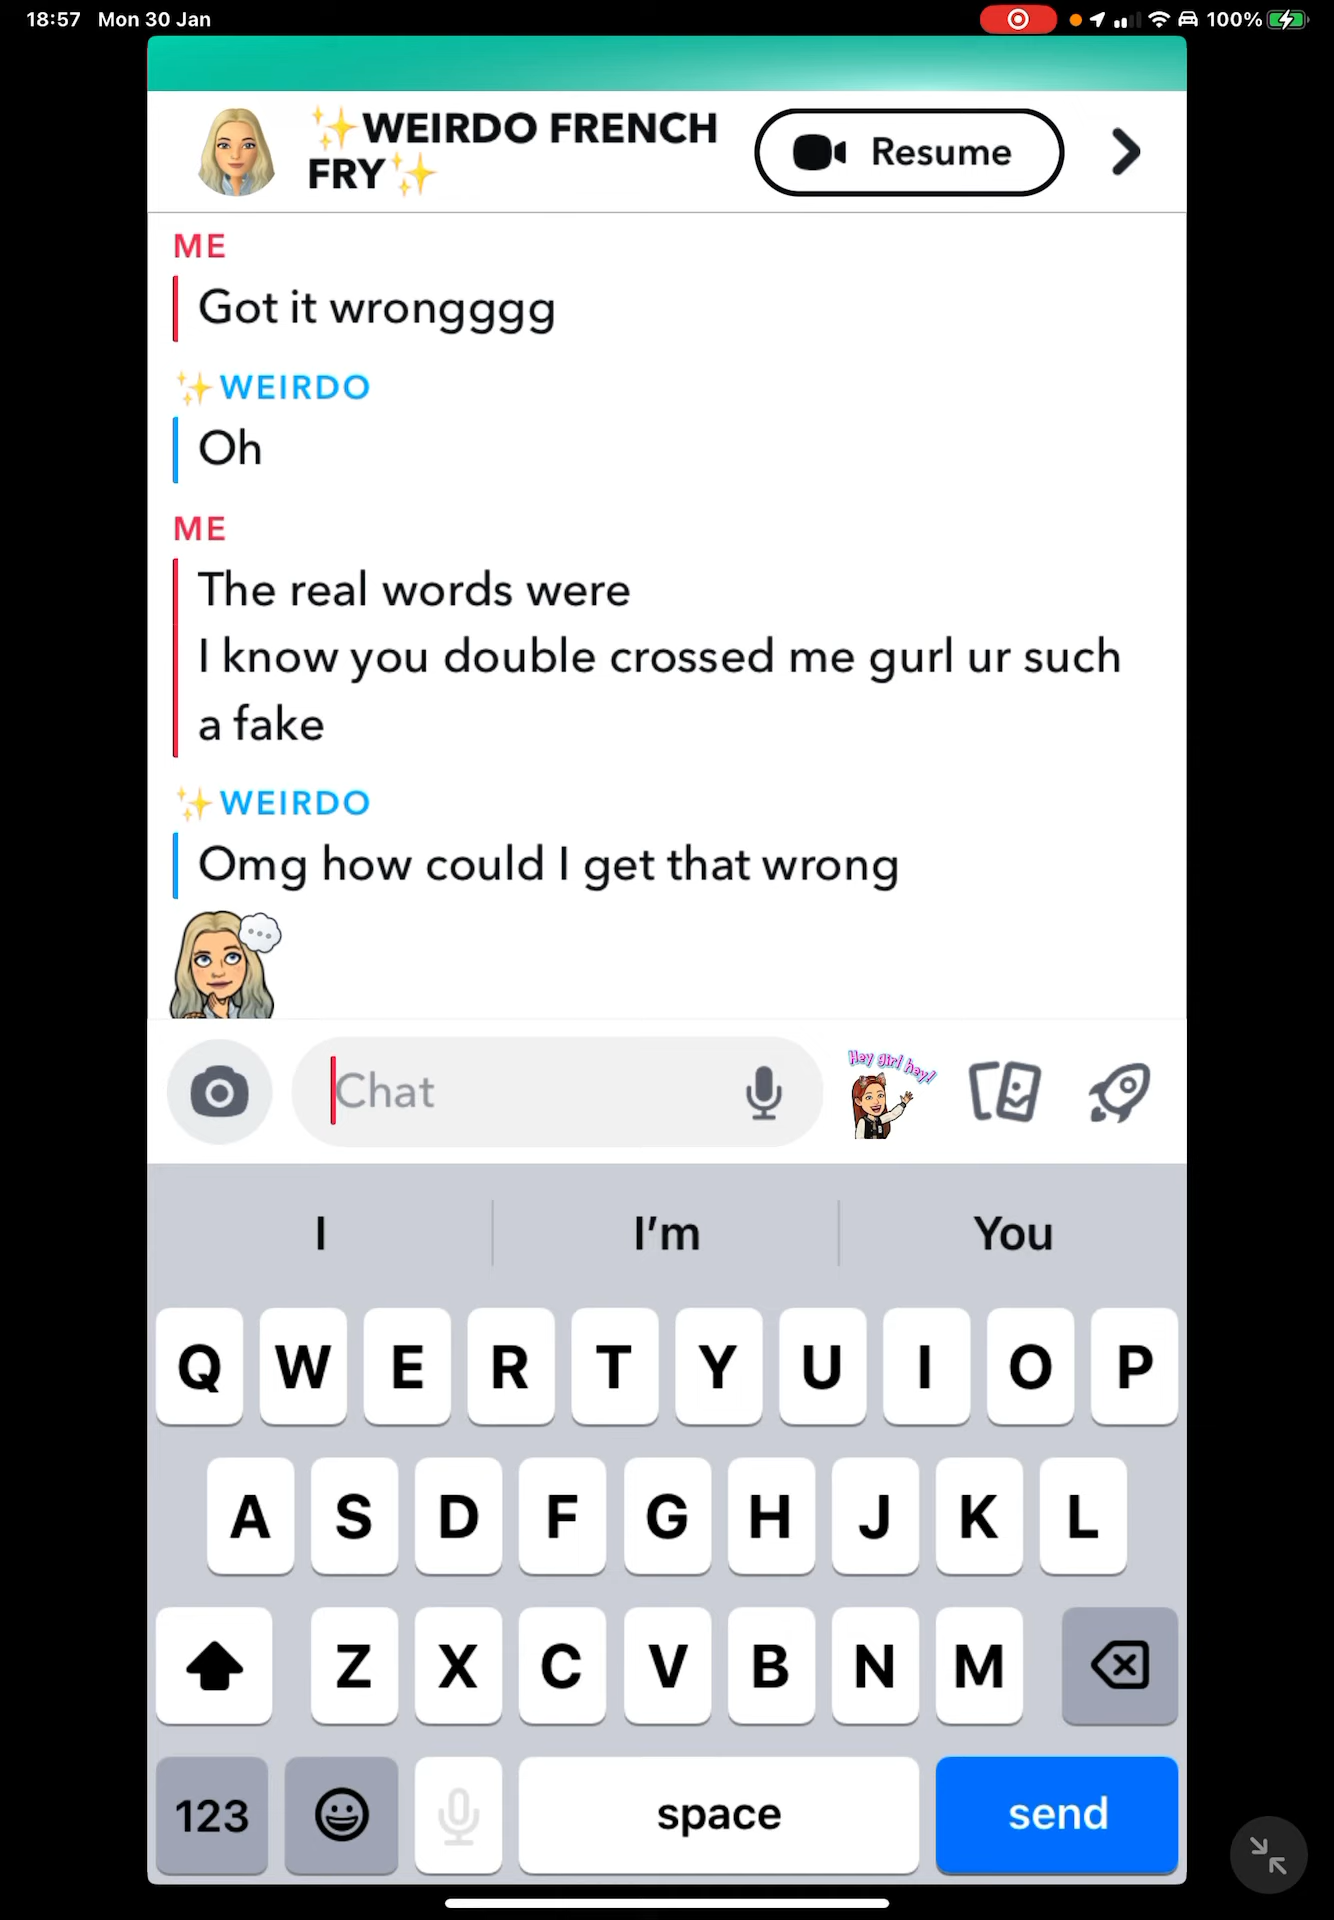 18:57 Mon 30 Jan 100%
✨WEIRDO FRENCH
FRY✨
Resume
ME
Got it wrongggg
✨WEIRDO
Oh
ME
The real words were
I know you double crossed me gurl ur such
a fake
✨WEIRDO
Omg how could I get that wrong
Chat
Hey girl hey!
I I’m You
Q W E R T Y U I O P
A S D F G H J K L
Z X C V B N M
123 space send